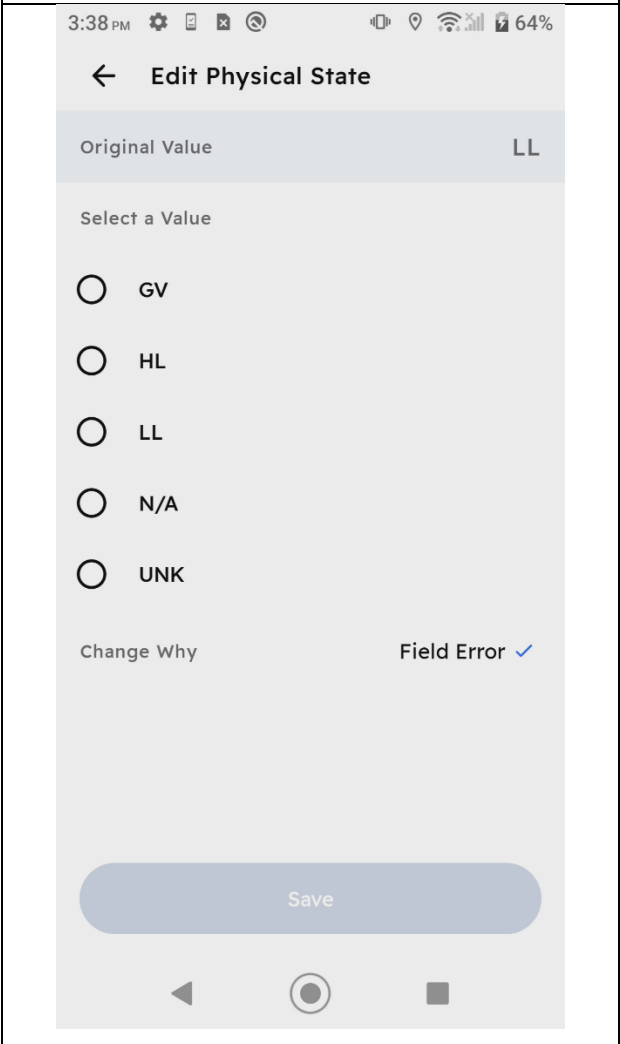 3:38 PM 64%
Edit Physical State
Original Value LL
Select a Value
GV
HL
LL
N/A
UNK
Change Why Field Error
Save